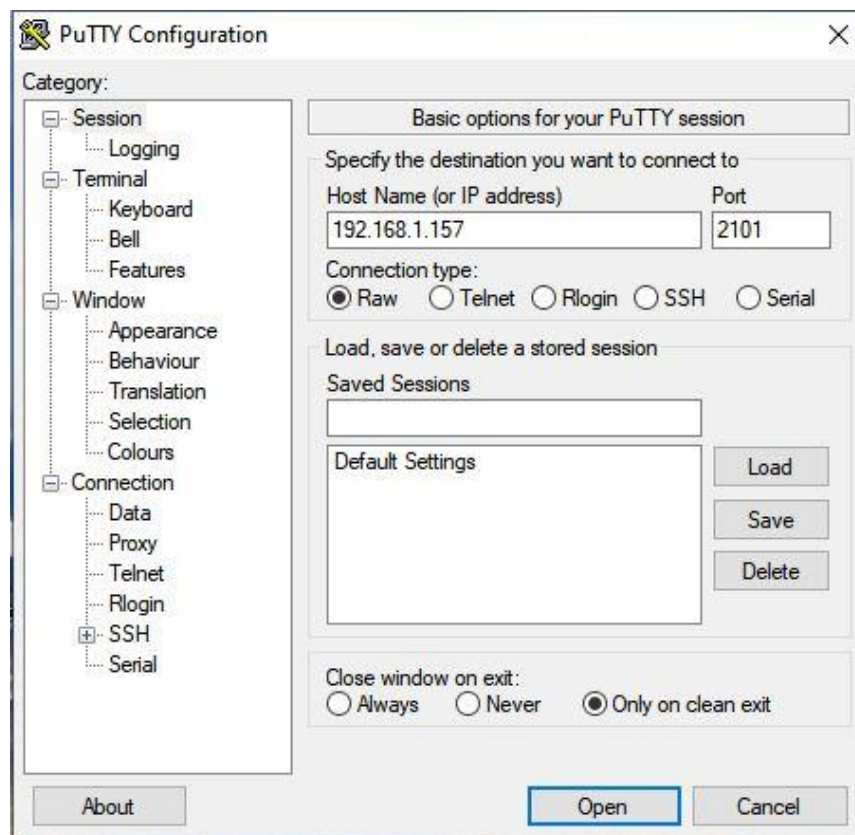 PuTTY Configuration
Category:
Session
Logging
Terminal
Keyboard
Bell
Features
Window
Appearance
Behaviour
Translation
Selection
Colours
Connection
Data
Proxy
Telnet
Rlogin
SSH
Serial
Basic options for your PuTTY session
Specify the destination you want to connect to
Host Name (or IP address) Port
192.168.1.157 2101
Connection type:
Raw Telnet Rlogin SSH Serial
Load, save or delete a stored session
Saved Sessions
Default Settings
Load
Save
Delete
Close window on exit:
Always Never Only on clean exit
About Open Cancel